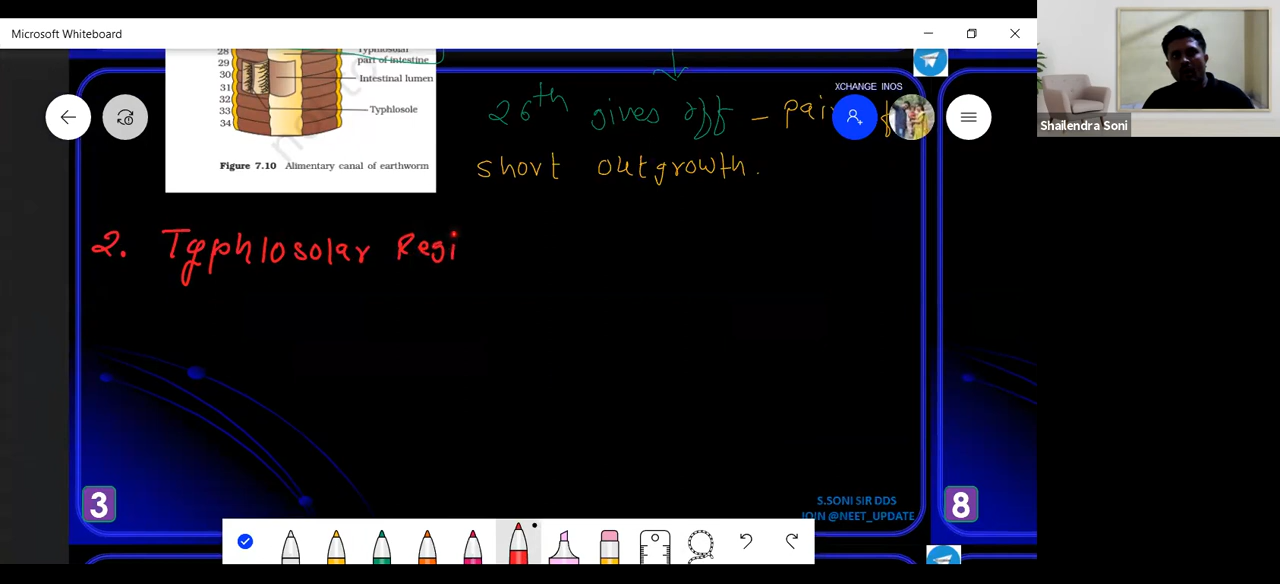 Microsoft Whiteboard
28
29
30
31
32
33
34
Typhlosolar
part of intestine
Intestinal lumen
Typhlosole
Figure 7.10 Alimentary canal of earthworm
XCHANGE INOS
26th gives off – pair
short outgrowth.
2. Typhlosolar Regi
3
S.SONI SIR DDS
JOIN @NEET_UPDATE
8
Shailendra Soni